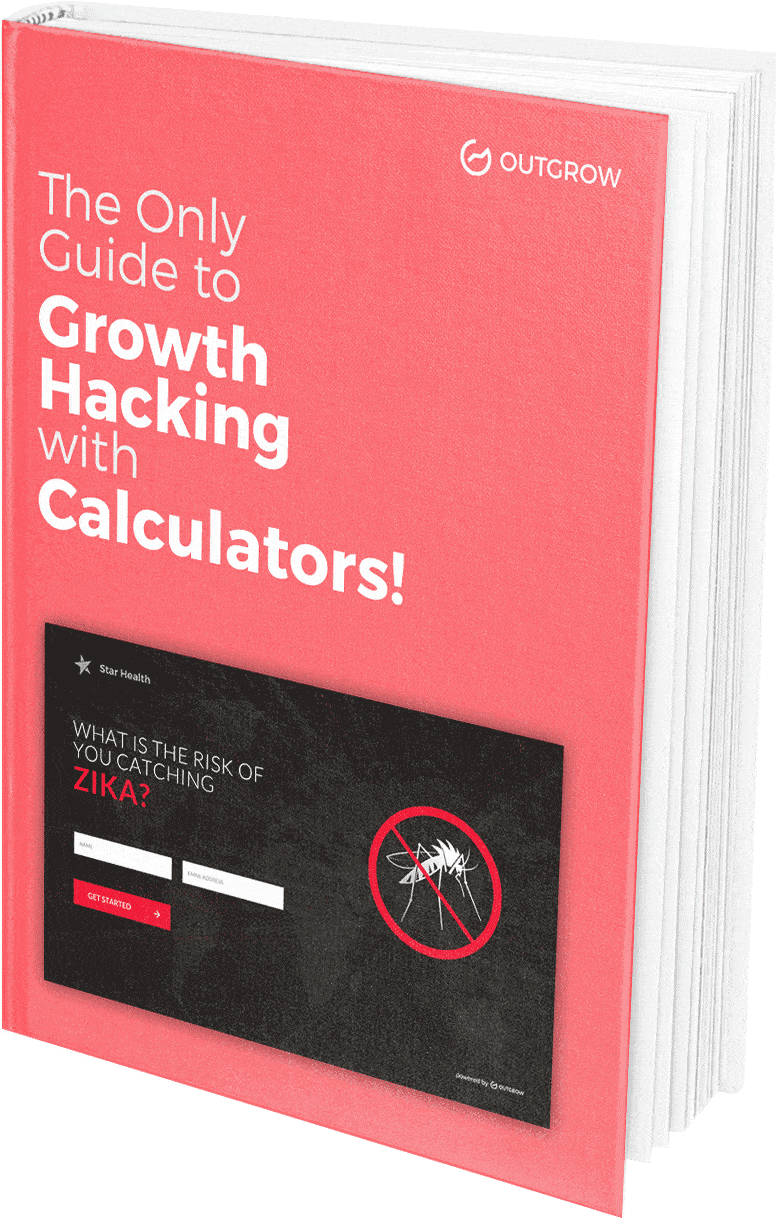 OUTGROW
The Only
Guide to
Growth
Hacking
with
Calculators!
Star Health
WHAT IS THE RISK OF
YOU CATCHING
ZIKA?
NAME
EMAIL ADDRESS
GET STARTED
powered by OUTGROW